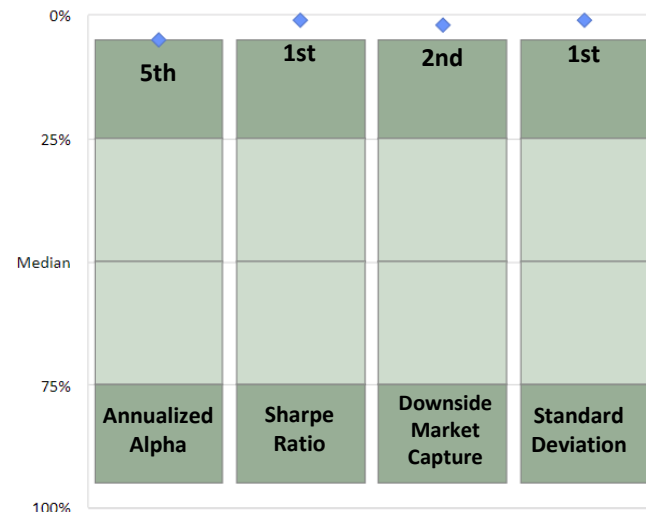 0%
5th
1st
2nd
1st
25%
Median
75%
Annualized
Alpha
Sharpe
Ratio
Downside
Market
Capture
Standard
Deviation
100%